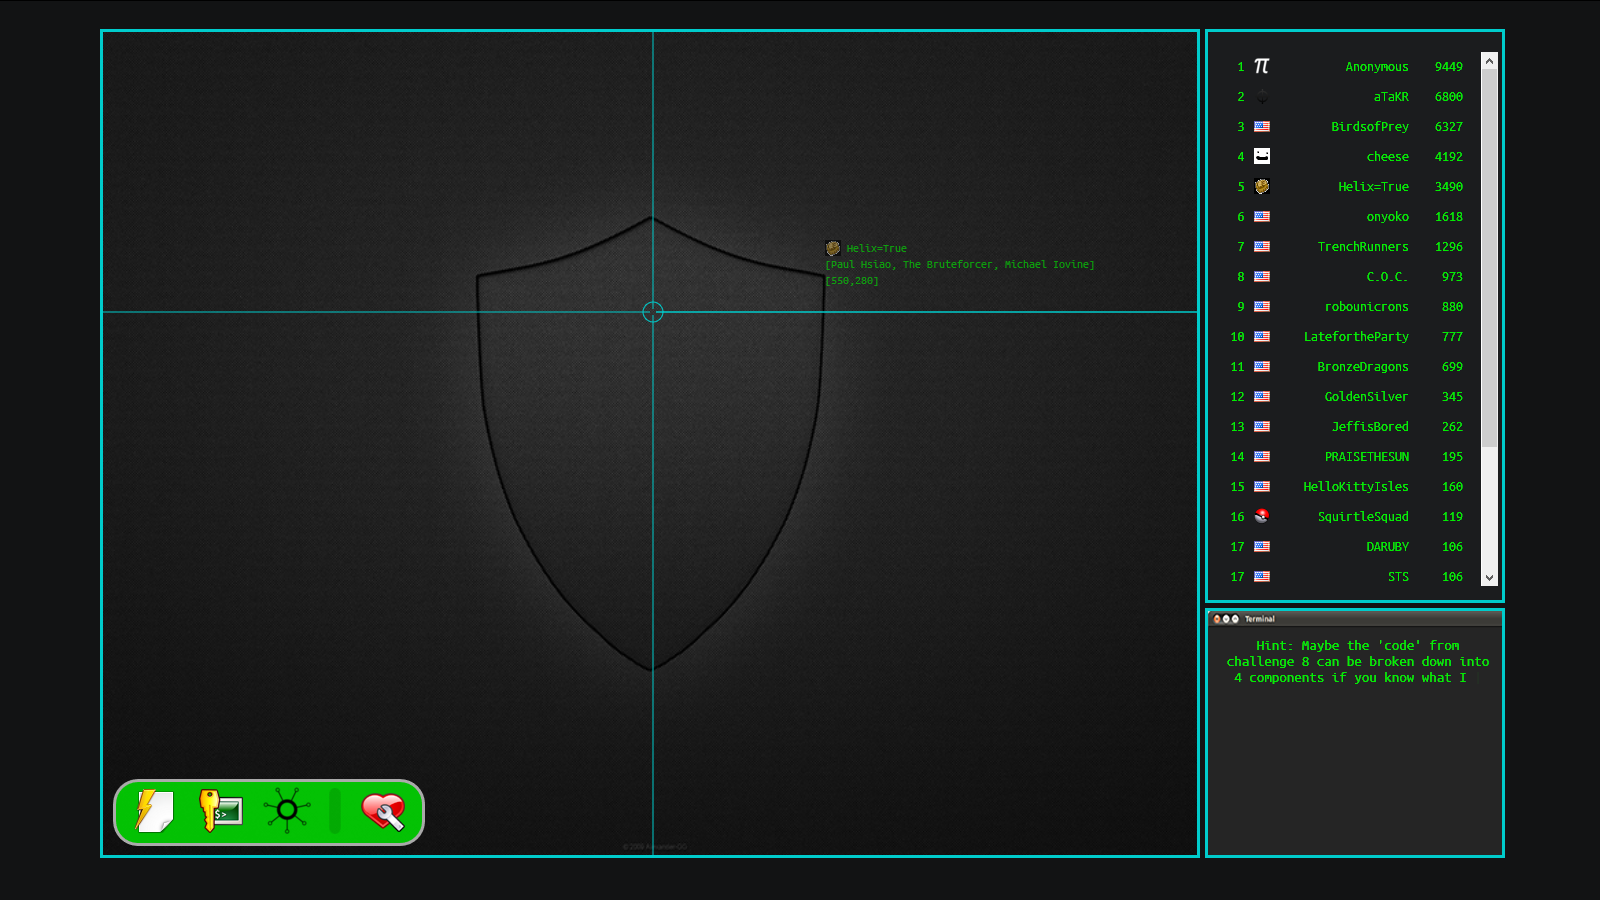 Helix=True
[Paul Hsiao, The Bruteforcer, Michael Iovine]
[550,280]
1 π Anonymous 9449
2 aTaKR 6800
3 BirdsofPrey 6327
4 cheese 4192
5 Helix=True 3490
6 onyoko 1618
7 TrenchRunners 1296
8 C.O.C. 973
9 robounicrons 880
10 LatefortheParty 777
11 BronzeDragons 699
12 GoldenSilver 345
13 JeffisBored 262
14 PRAISETHESUN 195
15 HelloKittyIsles 160
16 SquirtleSquad 119
17 DARUBY 106
17 STS 106
Terminal
Hint: Maybe the 'code' from
challenge 8 can be broken down into
4 components if you know what I
$>